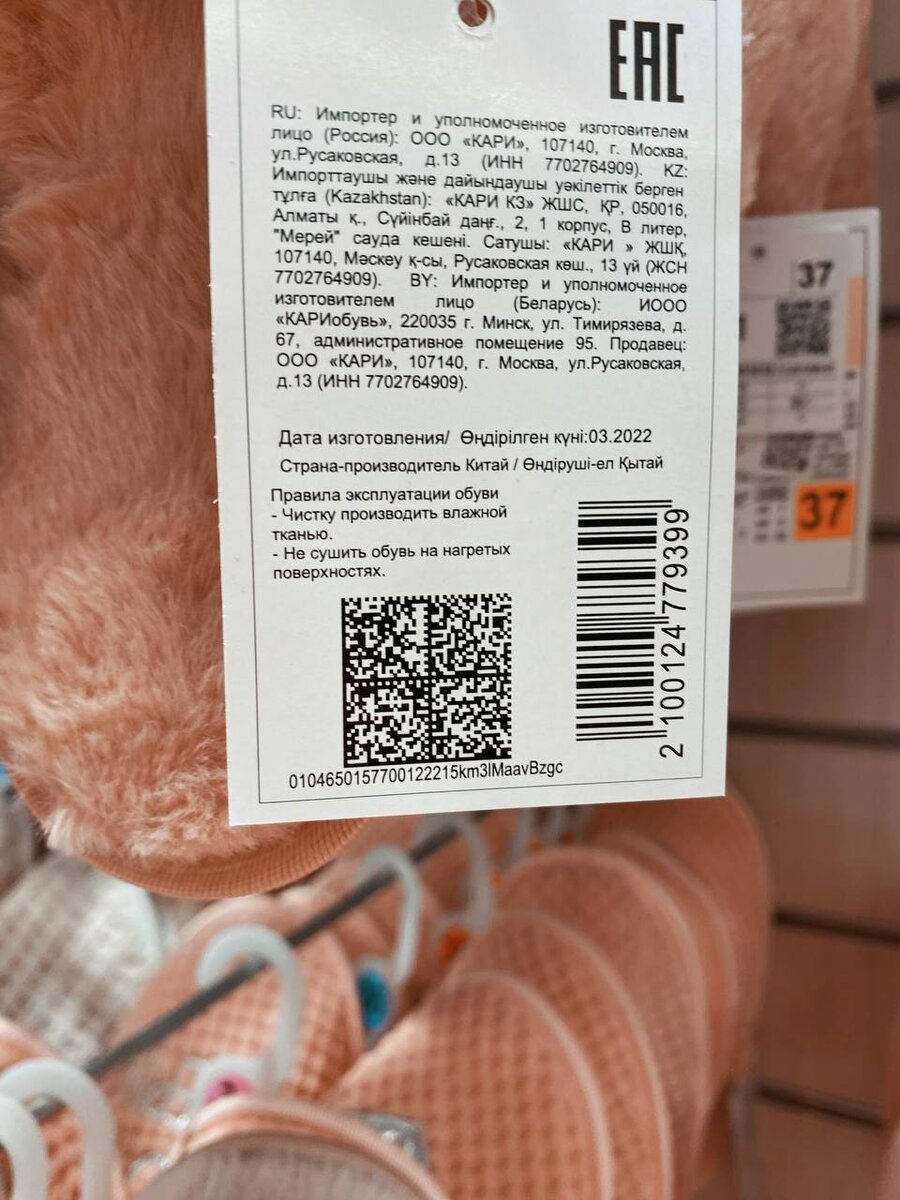 EAC
RU: Импортер и уполномоченное изготовителем
лицо (Россия): ООО «КАРИ», 107140, г. Москва,
ул.Русаковская, д.13 (ИНН 7702764909). KZ:
Импорттаушы және дайындаушы уәкілеттік берген
тұлға (Kazakhstan): «КАРИ КЗ» ЖШС, ҚР, 050016,
Алматы қ., Сүйінбай даңғ., 2, 1 корпус, В литер,
"Мерей" сауда кешені. Сатушы: «КАРИ » ЖШҚ,
107140, Мәскеу қ-сы, Русаковская көш., 13 үй (ЖСН
7702764909). BY: Импортер и уполномоченное
изготовителем лицо (Беларусь): ИООО
«КАРИобувь», 220035 г. Минск, ул. Тимирязева, д.
67, административное помещение 95. Продавец:
ООО «КАРИ», 107140, г. Москва, ул.Русаковская,
д.13 (ИНН 7702764909).
Дата изготовления/ Өңдірілген күні:03.2022
Страна-производитель Китай / Өндіруші-ел Қытай
Правила эксплуатации обуви
- Чистку производить влажной
тканью.
- Не сушить обувь на нагретых
поверхностях.
2 100124 779399
0104650157700122215km3lMaavBzgc
37
37